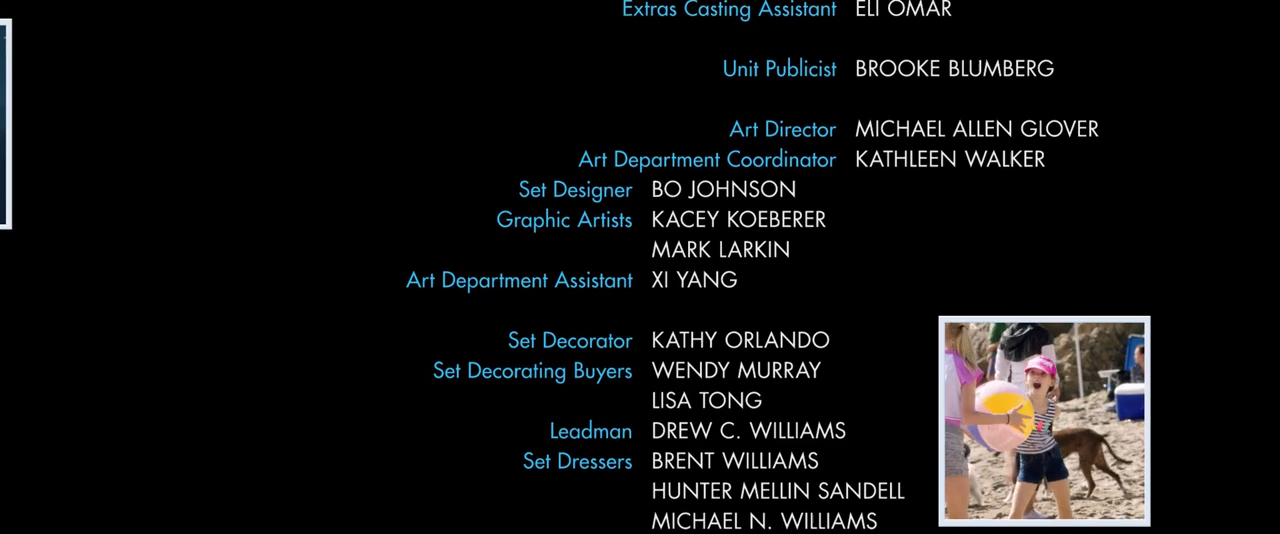 Extras Casting Assistant ELI OMAR
Unit Publicist BROOKE BLUMBERG
Art Director MICHAEL ALLEN GLOVER
Art Department Coordinator KATHLEEN WALKER
Set Designer BO JOHNSON
Graphic Artists KACEY KOEBERER
MARK LARKIN
Art Department Assistant XI YANG
Set Decorator KATHY ORLANDO
Set Decorating Buyers WENDY MURRAY
LISA TONG
Leadman DREW C. WILLIAMS
Set Dressers BRENT WILLIAMS
HUNTER MELLIN SANDELL
MICHAEL N. WILLIAMS